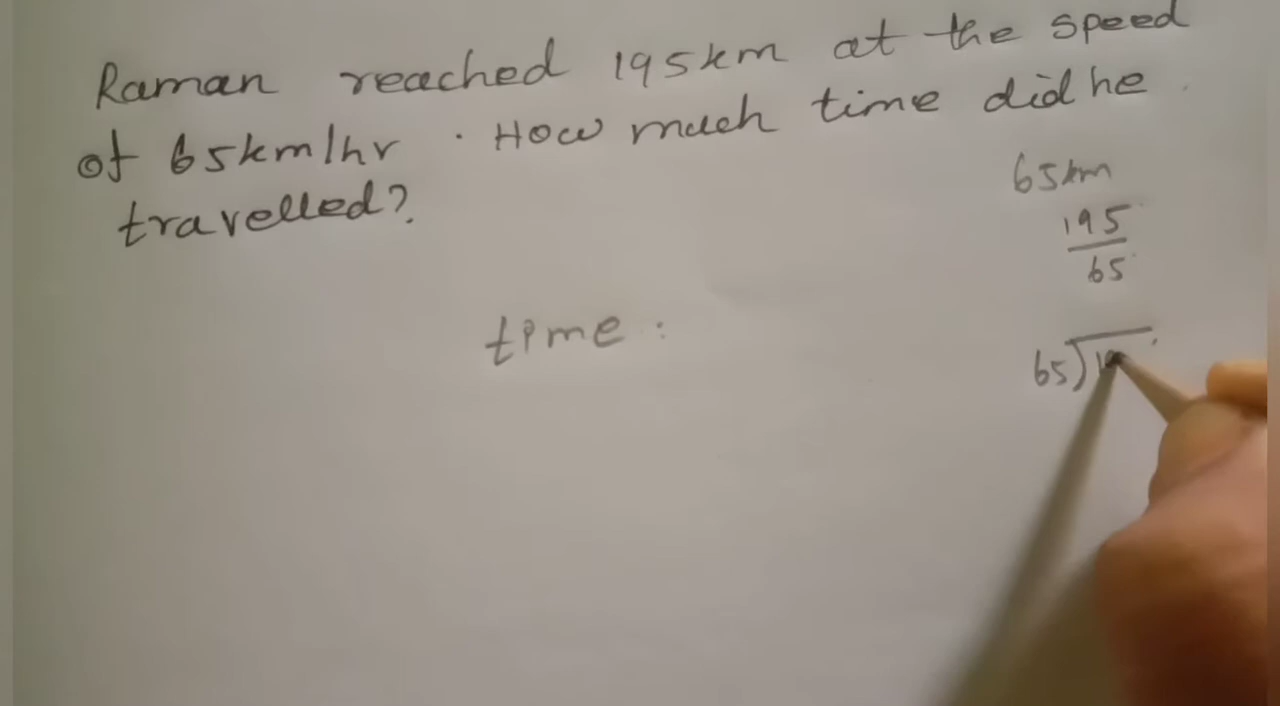 Raman reached 195km at the speed
of 65km/hr. How much time did he
travelled?
65km
195
65
time:
65)19